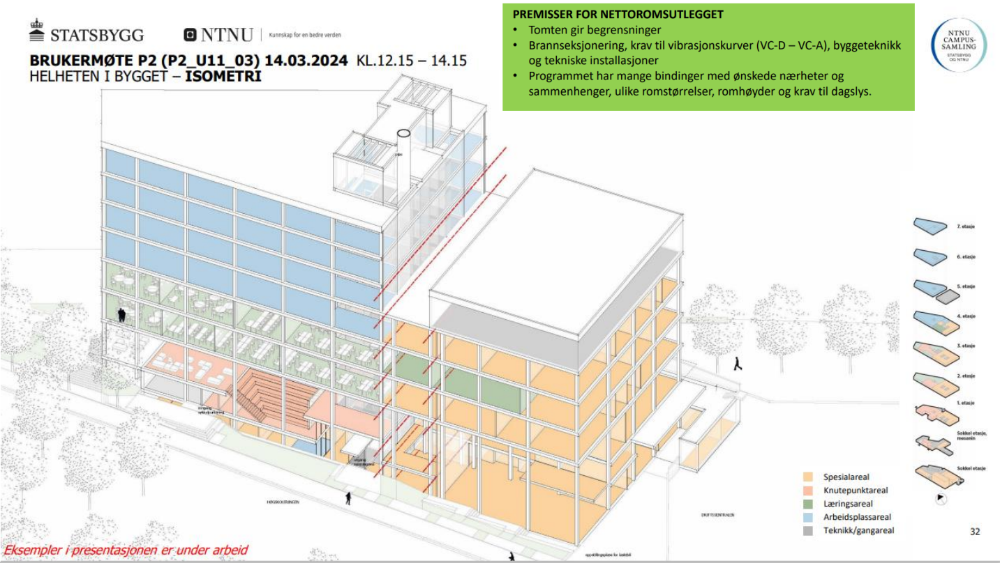 STATSBYGG
NTNU
Kunnskap for en bedre verden
BRUKERMØTE P2 (P2_U11_03) 14.03.2024 KL.12.15 – 14.15
HELHETEN I BYGGET – ISOMETRI
PREMISSER FOR NETTOROMSUTLEGGET
• Tomten gir begrensninger
• Brannseksjonering, krav til vibrasjonskurver (VC-D – VC-A), byggeteknikk
og tekniske installasjoner
• Programmet har mange bindinger med ønskede nærheter og
sammenhenger, ulike romstørrelser, romhøyder og krav til dagslys.
NTNU
CAMPUS-
SAMLING
STATSBYGG
OG NTNU
7. etasje
6. etasje
5. etasje
4. etasje
3. etasje
2. etasje
1. etasje
Sokkel etasje,
mesanin
Sokkel etasje
HØGSKOLERINGEN
DRIFTSSENTRALEN
Spesialareal
Knutepunktareal
Læringsareal
Arbeidsplassareal
Teknikk/gangareal
32
Eksempler i presentasjonen er under arbeid